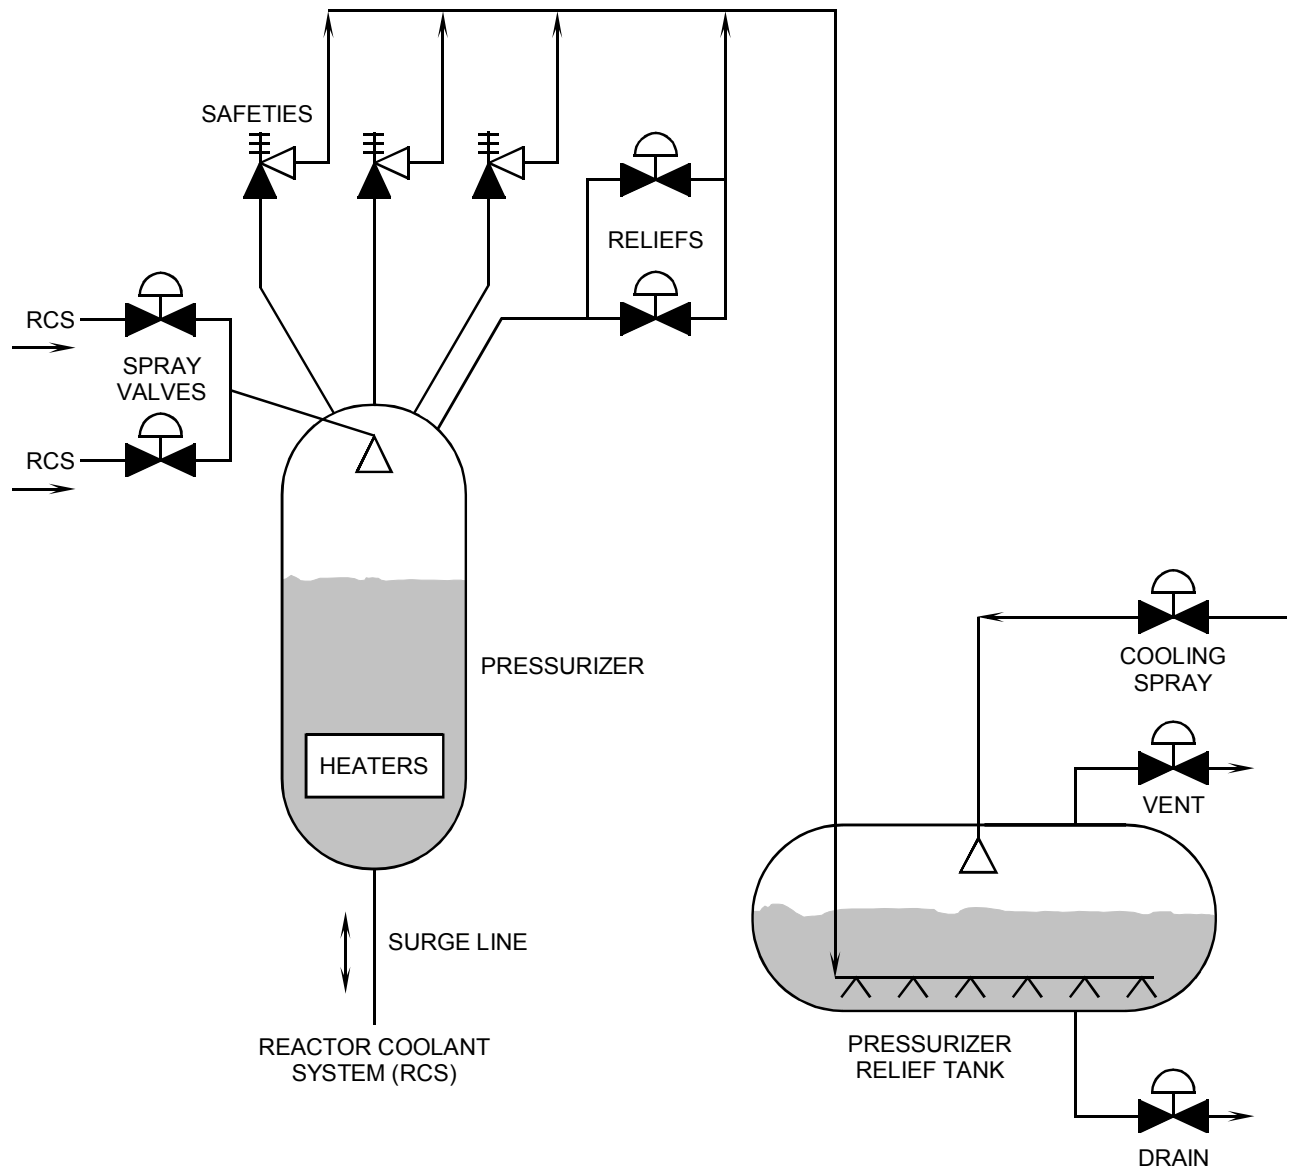 SAFETIES
RELIEFS
RCS
SPRAY
VALVES
RCS
PRESSURIZER
HEATERS
SURGE LINE
REACTOR COOLANT
SYSTEM (RCS)
COOLING
SPRAY
VENT
PRESSURIZER
RELIEF TANK
DRAIN